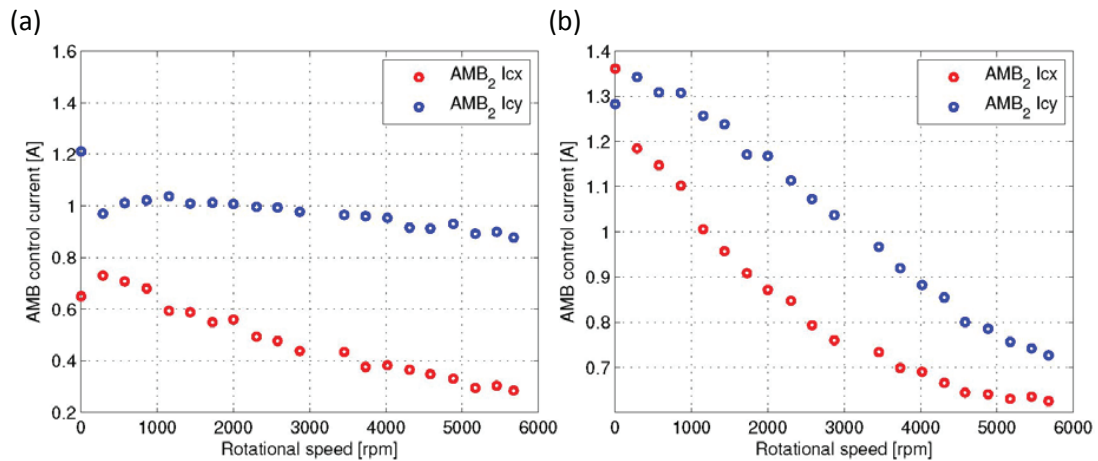 (a)
AMB control current [A]
1.6
1.4
1.2
1
0.8
0.6
0.4
0.2
AMB2 Icx
AMB2 Icy
0 1000 2000 3000 4000 5000 6000
Rotational speed [rpm]
(b)
AMB control current [A]
1.4
1.3
1.2
1.1
1
0.9
0.8
0.7
AMB2 Icx
AMB2 Icy
0 1000 2000 3000 4000 5000 6000
Rotational speed [rpm]